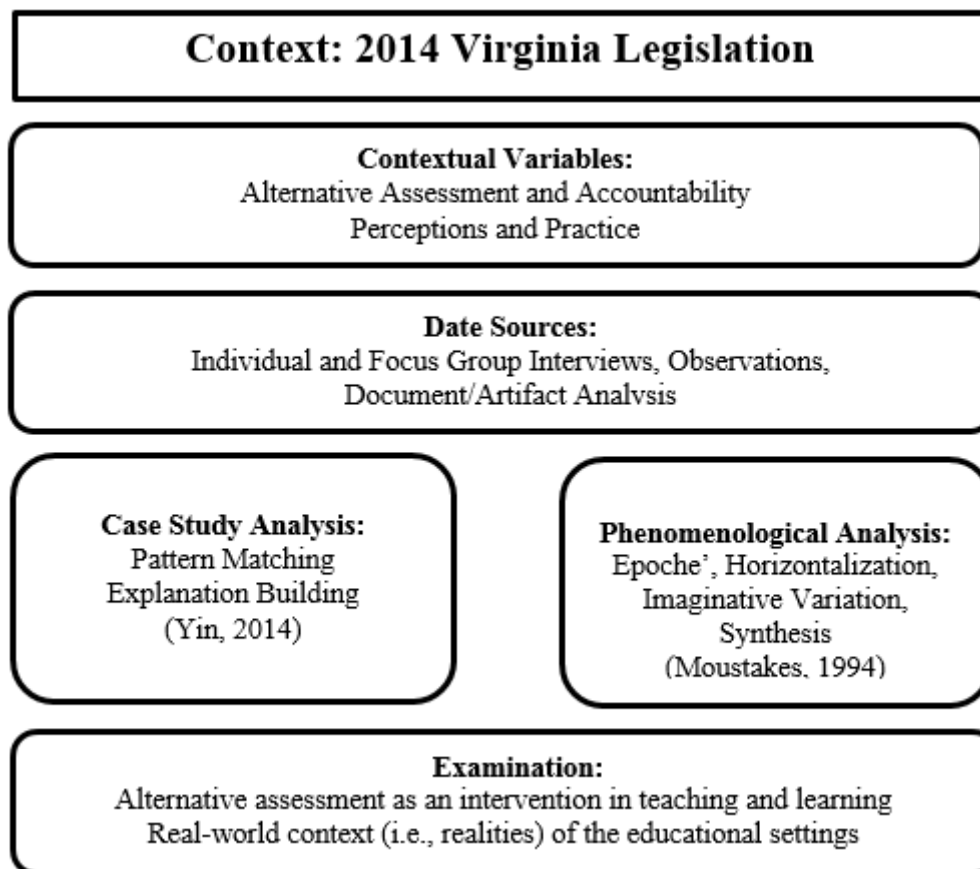 Context: 2014 Virginia Legislation
Contextual Variables:
Alternative Assessment and Accountability
Perceptions and Practice
Date Sources:
Individual and Focus Group Interviews, Observations,
Document/Artifact Analysis
Case Study Analysis:
Pattern Matching
Explanation Building
(Yin, 2014)
Phenomenological Analysis:
Epoche’, Horizontalization,
Imaginative Variation,
Synthesis
(Moustakes, 1994)
Examination:
Alternative assessment as an intervention in teaching and learning
Real-world context (i.e., realities) of the educational settings